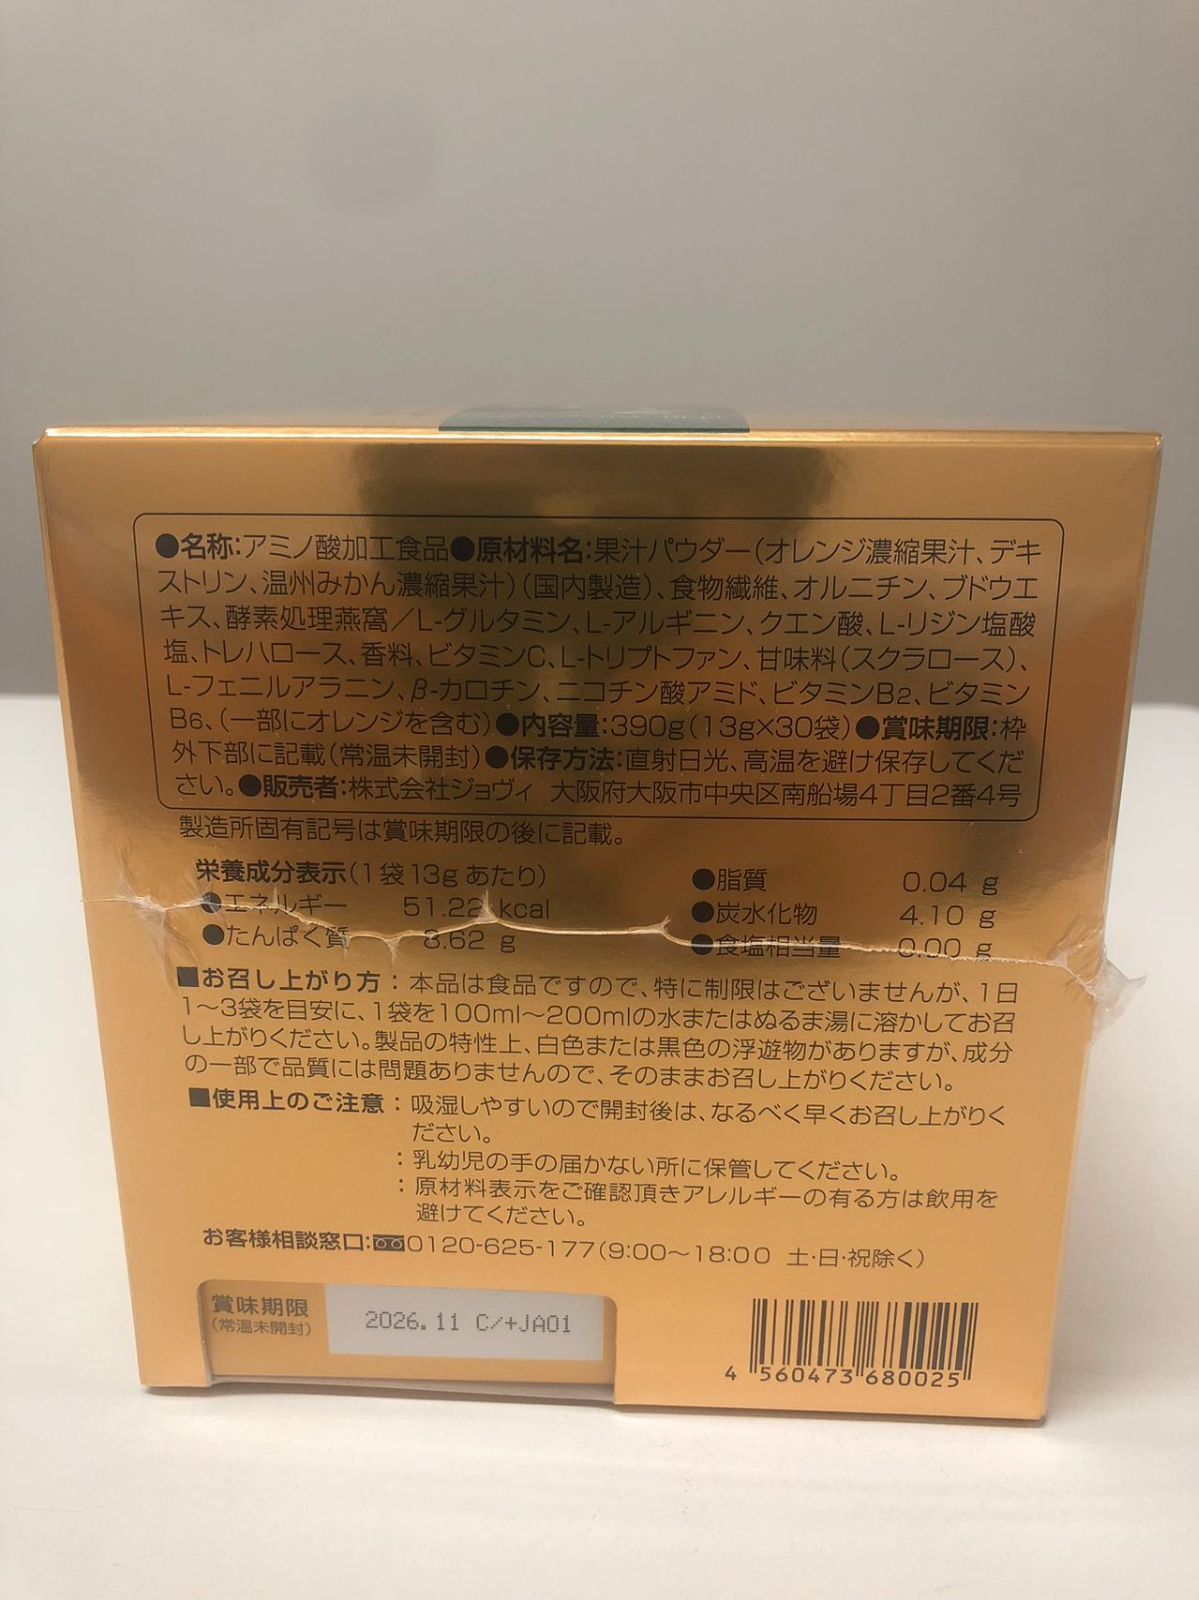 ●名称:アミノ酸加工食品●原材料名:果汁パウダー(オレンジ濃縮果汁、デキ
ストリン、温州みかん濃縮果汁)(国内製造)、食物繊維、オルニチン、ブドウエ
キス、酵素処理燕窩/L-グルタミン、L-アルギニン、クエン酸、L-リジン塩酸
塩、トレハロース、香料、ビタミンC、L-トリプトファン、甘味料(スクラロース)、
L-フェニルアラニン、β-カロチン、ニコチン酸アミド、ビタミンB2、ビタミン
B6、(一部にオレンジを含む)●内容量:390g(13g×30袋)●賞味期限:枠
外下部に記載(常温未開封)●保存方法:直射日光、高温を避け保存してくだ
さい。●販売者:株式会社ジョヴィ 大阪府大阪市中央区南船場4丁目2番4号
製造所固有記号は賞味期限の後に記載。
栄養成分表示(1袋13gあたり)
●エネルギー 51.22 kcal
●たんぱく質 8.62 g
●脂質 0.04 g
●炭水化物 4.10 g
●食塩相当量 0.00 g
■お召し上がり方:本品は食品ですので、特に制限はございませんが、1日
1〜3袋を目安に、1袋を100ml〜200mlの水またはぬるま湯に溶かしてお召
し上がりください。製品の特性上、白色または黒色の浮遊物がありますが、成分
の一部で品質には問題ありませんので、そのままお召し上がりください。
■使用上のご注意:吸湿しやすいので開封後は、なるべく早くお召し上がりく
ださい。
:乳幼児の手の届かない所に保管してください。
:原材料表示をご確認頂きアレルギーの有る方は飲用を
避けてください。
お客様相談窓口:0120-625-177(9:00〜18:00 土・日・祝除く)
賞味期限
(常温未開封)
2026.11 C/+JA01
4 560473 680025